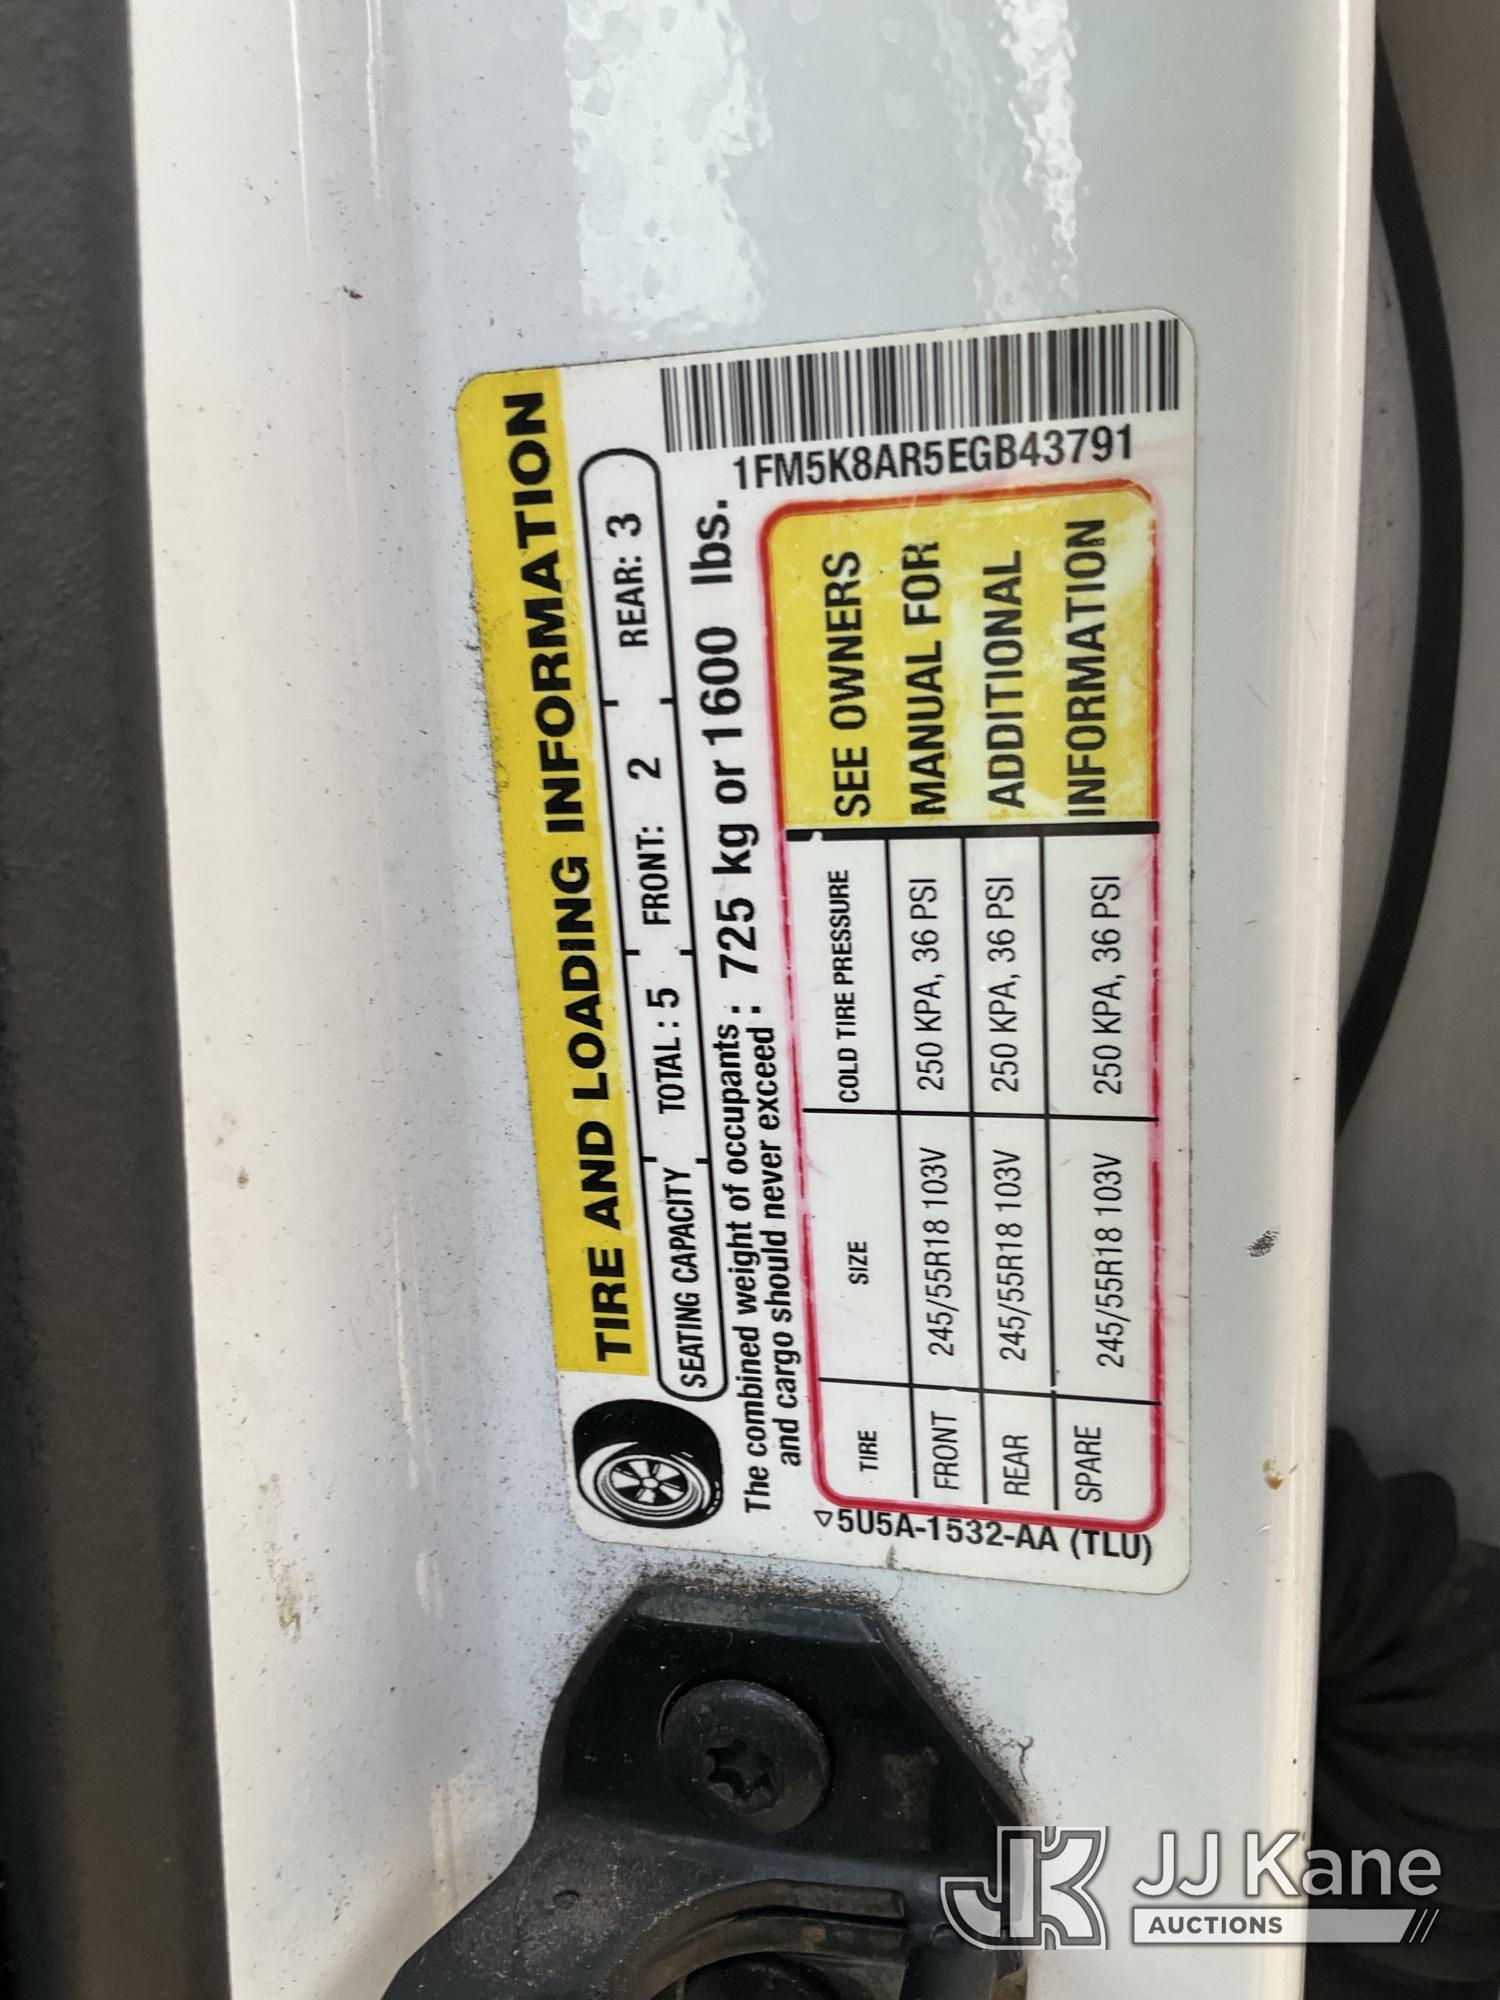 TIRE AND LOADING INFORMATION
SEATING CAPACITY TOTAL : 5 FRONT: 2 REAR: 3
The combined weight of occupants : 725 kg or 1600 lbs.
and cargo should never exceed :
1FM5K8AR5EGB43791
TIRE SIZE COLD TIRE PRESSURE
FRONT 245/55R18 103V 250 KPA, 36 PSI
REAR 245/55R18 103V 250 KPA, 36 PSI
SPARE 245/55R18 103V 250 KPA, 36 PSI
SEE OWNERS
MANUAL FOR
ADDITIONAL
INFORMATION
5U5A-1532-AA (TLU)
JK
JJ Kane
AUCTIONS